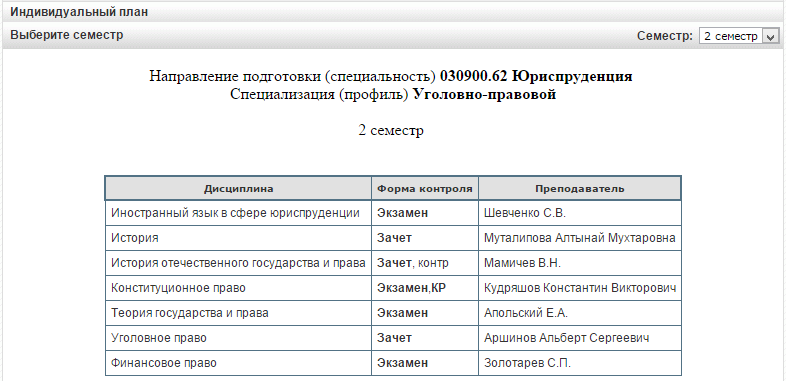 Индивидуальный план
Выберите семестр Семестр: 2 семестр
Направление подготовки (специальность) 030900.62 Юриспруденция
Специализация (профиль) Уголовно-правовой
2 семестр
Дисциплина Форма контроля Преподаватель
Иностранный язык в сфере юриспруденции Экзамен Шевченко С.В.
История Зачет Муталипова Алтынай Мухтаровна
История отечественного государства и права Зачет, контр Мамичев В.Н.
Конституционное право Экзамен,КР Кудряшов Константин Викторович
Теория государства и права Экзамен Апольский Е.А.
Уголовное право Зачет Аршинов Альберт Сергеевич
Финансовое право Экзамен Золотарев С.П.